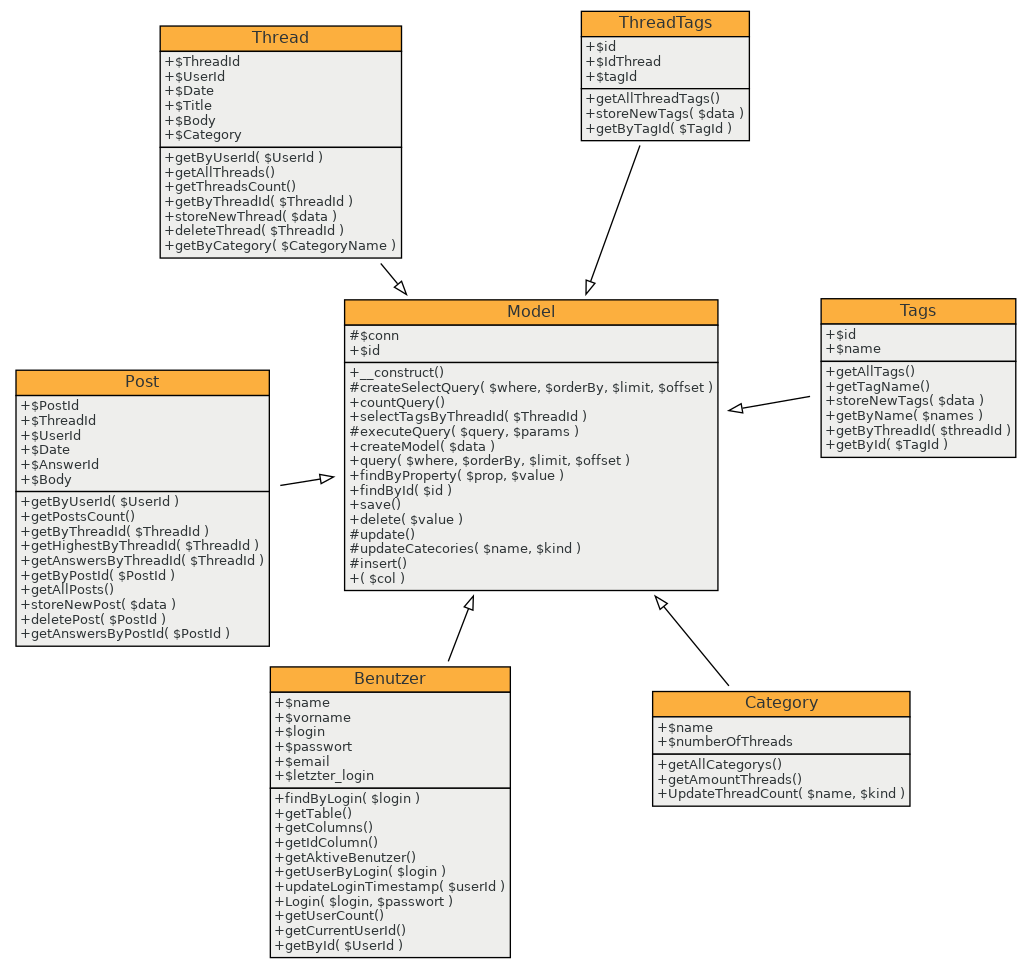 Thread
+$ThreadId
+$UserId
+$Date
+$Title
+$Body
+$Category
+getByUserId( $UserId )
+getAllThreads()
+getThreadsCount()
+getByThreadId( $ThreadId )
+storeNewThread( $data )
+deleteThread( $ThreadId )
+getByCategory( $CategoryName )
ThreadTags
+$id
+$IdThread
+$tagId
+getAllThreadTags()
+storeNewTags( $data )
+getByTagId( $TagId )
Model
#$conn
+$id
+__construct()
#createSelectQuery( $where, $orderBy, $limit, $offset )
+countQuery()
+selectTagsByThreadId( $ThreadId )
#executeQuery( $query, $params )
+createModel( $data )
+query( $where, $orderBy, $limit, $offset )
+findByProperty( $prop, $value )
+findById( $id )
+save()
+delete( $value )
#update()
#updateCatecories( $name, $kind )
#insert()
+( $col )
Tags
+$id
+$name
+getAllTags()
+getTagName()
+storeNewTags( $data )
+getByName( $names )
+getByThreadId( $threadId )
+getById( $TagId )
Post
+$PostId
+$ThreadId
+$UserId
+$Date
+$AnswerId
+$Body
+getByUserId( $UserId )
+getPostsCount()
+getByThreadId( $ThreadId )
+getHighestByThreadId( $ThreadId )
+getAnswersByThreadId( $ThreadId )
+getByPostId( $PostId )
+getAllPosts()
+storeNewPost( $data )
+deletePost( $PostId )
+getAnswersByPostId( $PostId )
Benutzer
+$name
+$vorname
+$login
+$passwort
+$email
+$letzter_login
+findByLogin( $login )
+getTable()
+getColumns()
+getIdColumn()
+getAktiveBenutzer()
+getUserByLogin( $login )
+updateLoginTimestamp( $userId )
+Login( $login, $passwort )
+getUserCount()
+getCurrentUserId()
+getById( $UserId )
Category
+$name
+$numberOfThreads
+getAllCategorys()
+getAmountThreads()
+UpdateThreadCount( $name, $kind )